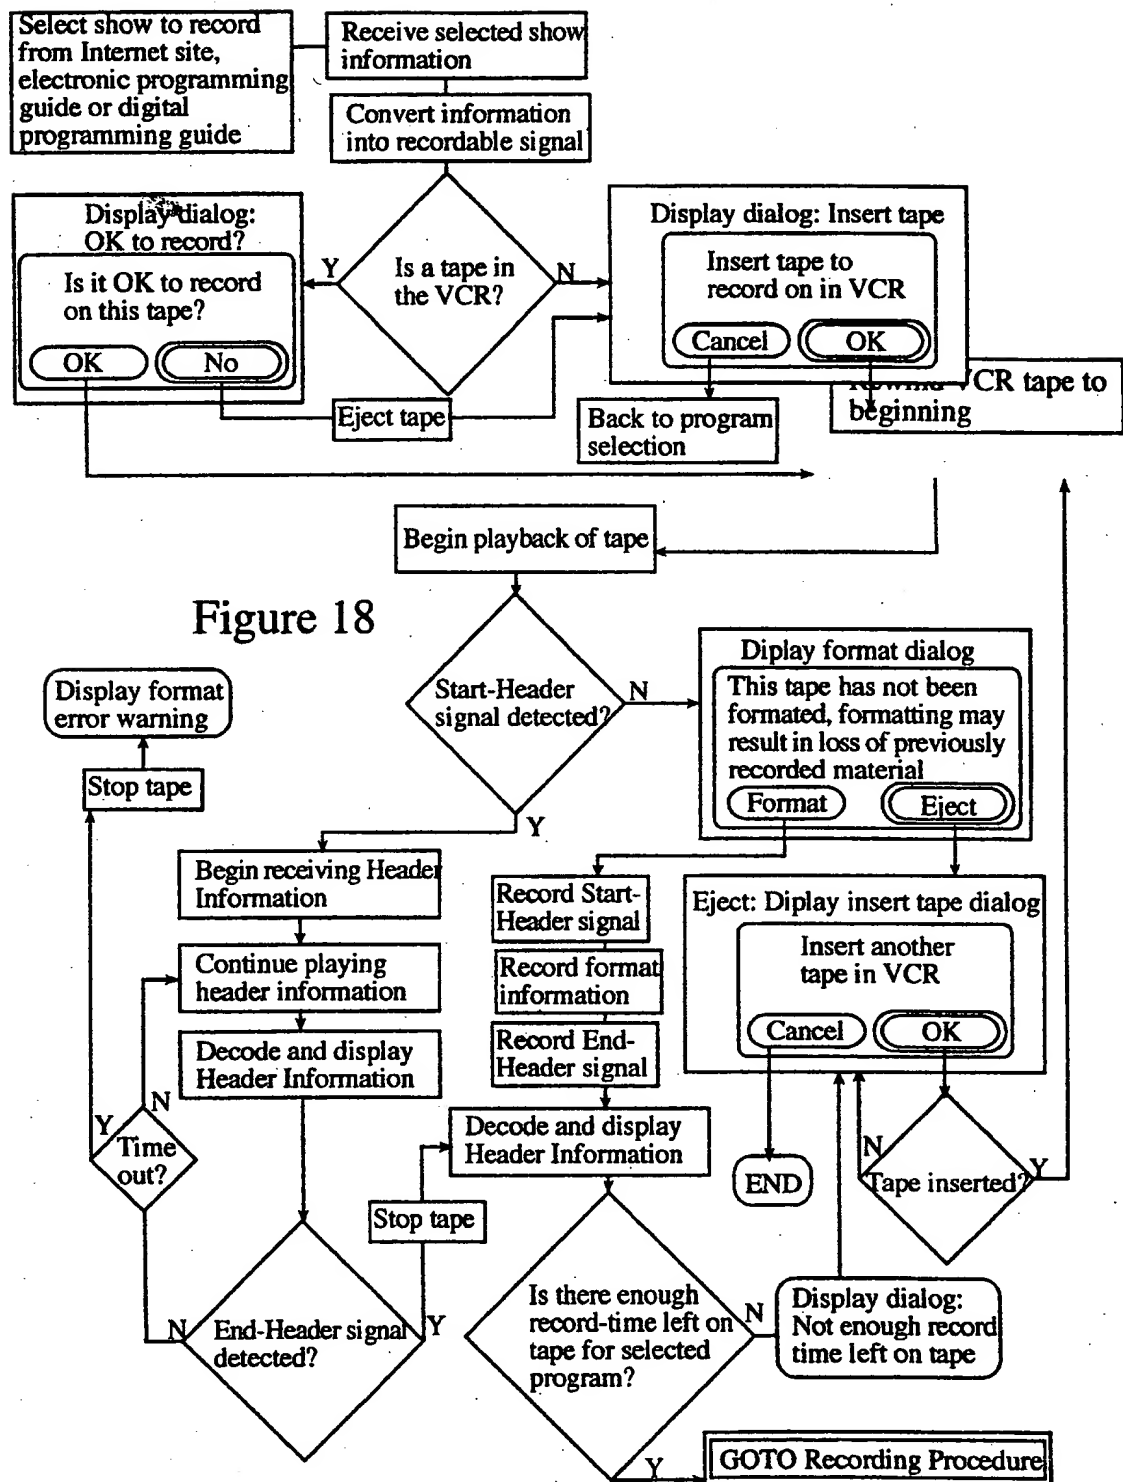 Select show to record
from Internet site,
electronic programming
guide or digital
programming guide
Receive selected show
information
Convert information
into recordable signal
Display dialog:
OK to record?
Is it OK to record
on this tape?
OK
No
Y
Is a tape in
the VCR?
N
Display dialog: Insert tape
Insert tape to
record on in VCR
Cancel
OK
Eject tape
Back to program
selection
VCR tape to
beginning
Begin playback of tape
Figure 18
Start-Header
signal detected?
N
Y
Diplay format dialog
This tape has not been
formated, formatting may
result in loss of previously
recorded material
Format
Eject
Display format
error warning
Stop tape
Begin receiving Header
Information
Continue playing
header information
Decode and display
Header Information
Record Start-
Header signal
Record format
information
Record End-
Header signal
Eject: Diplay insert tape dialog
Insert another
tape in VCR
Cancel
OK
Y
N
Time
out?
Decode and display
Header Information
END
N
Tape inserted?
Y
Stop tape
N
End-Header signal
detected?
Y
Is there enough
record-time left on
tape for selected
program?
N
Display dialog:
Not enough record
time left on tape
Y
GOTO Recording Procedure